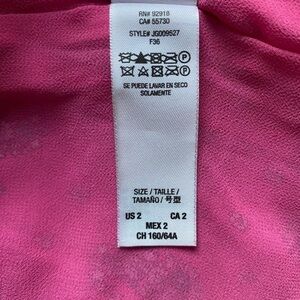 RN# 92918
CA# 55730
STYLE# JG009527
F36
P
P
SE PUEDE LAVAR EN SECO
SOLAMENTE
SIZE / TAILLE /
TAMAÑO / 号型
US 2 CA 2
MEX 2
CH 160/64A